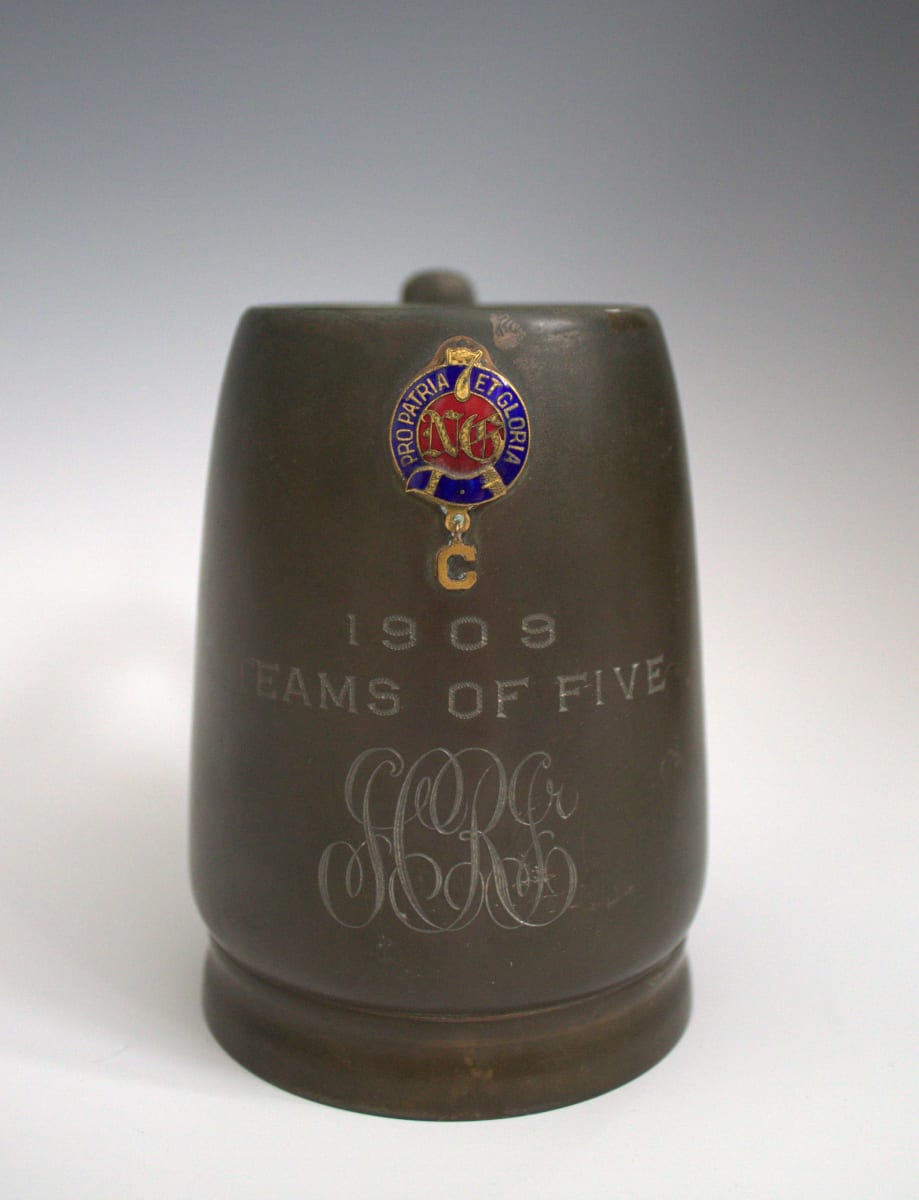 PRO PATRIA 7 ET GLORIA
NG
C
1909
TEAMS OF FIVE